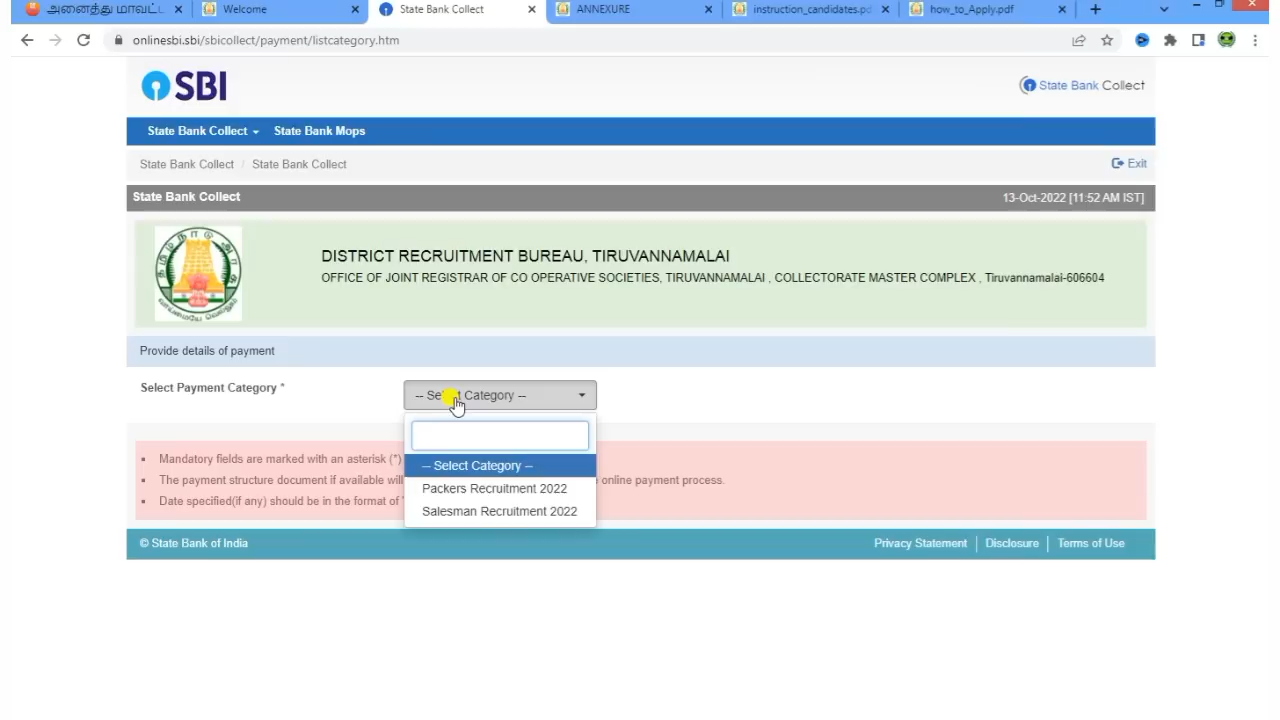 அனைத்து மாவட்ட
Welcome
State Bank Collect
ANNEXURE
instruction_candidates.pd
how_to_Apply.pdf
onlinesbi.sbi/sbicollect/payment/listcategory.htm
SBI
State Bank Collect
State Bank Collect
State Bank Mops
State Bank Collect / State Bank Collect
Exit
State Bank Collect
13-Oct-2022 [11:52 AM IST]
DISTRICT RECRUITMENT BUREAU, TIRUVANNAMALAI
OFFICE OF JOINT REGISTRAR OF CO OPERATIVE SOCIETIES, TIRUVANNAMALAI , COLLECTORATE MASTER COMPLEX , Tiruvannamalai-606604
Provide details of payment
Select Payment Category *
-- Select Category --
-- Select Category --
Packers Recruitment 2022
Salesman Recruitment 2022
Mandatory fields are marked with an asterisk (*)
The payment structure document if available will online payment process.
Date specified(if any) should be in the format of '
© State Bank of India
Privacy Statement | Disclosure | Terms of Use